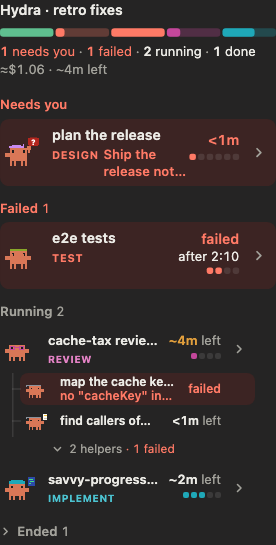 Hydra · retro fixes
1 needs you · 1 failed · 2 running · 1 done
≈$1.06 · ~4m left
Needs you
plan the release <1m
DESIGN Ship the
release not…
Failed 1
e2e tests failed
TEST after 2:10
Running 2
cache-tax revie… ~4m left
REVIEW
map the cache ke… failed
no "cacheKey" in…
find callers of… <1m left
2 helpers · 1 failed
savvy-progress… ~2m left
IMPLEMENT
Ended 1